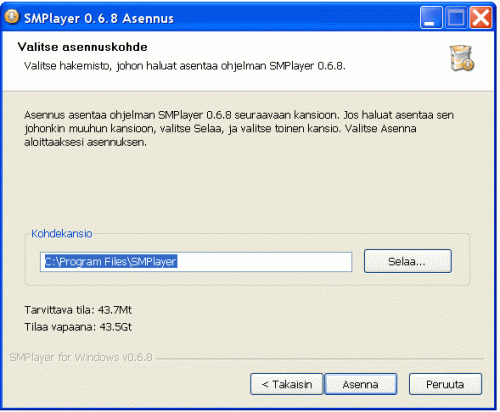 SMPlayer 0.6.8 Asennus
Valitse asennuskohde
Valitse hakemisto, johon haluat asentaa ohjelman SMPlayer 0.6.8.
Asennus asentaa ohjelman SMPlayer 0.6.8 seuraavaan kansioon. Jos haluat asentaa sen
johonkin muuhun kansioon, valitse Selaa, ja valitse toinen kansio. Valitse Asenna
aloittaaksesi asennuksen.
Kohdekansio
C:\Program Files\SMPlayer
Selaa...
Tarvittava tila: 43.7Mt
Tilaa vapaana: 43.5Gt
SMPlayer for Windows v0.6.8
< Takaisin
Asenna
Peruuta